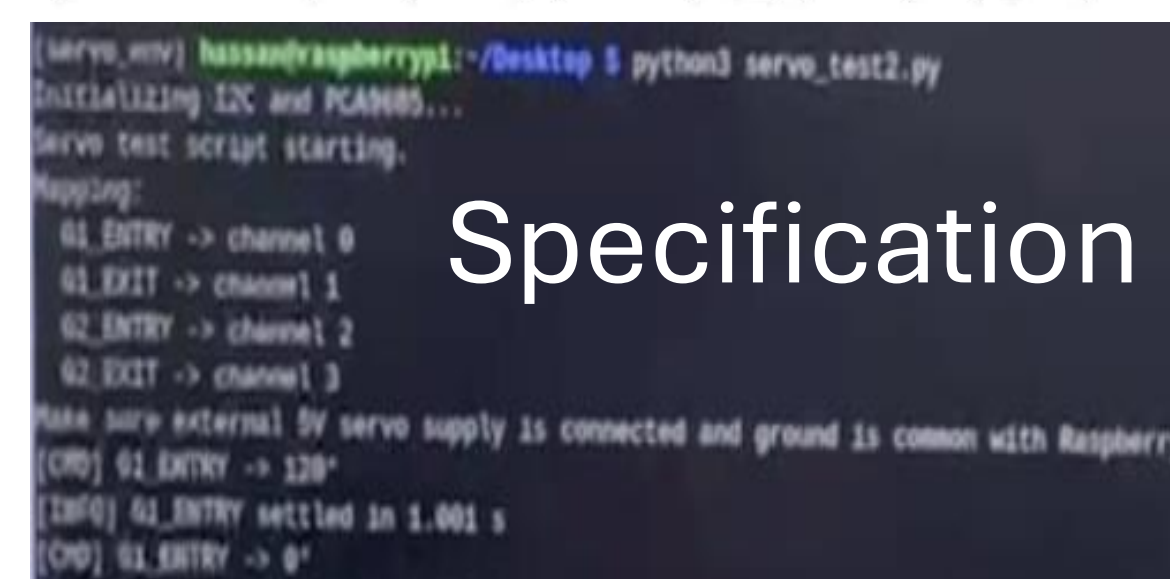 (servo_env) hassan@raspberrypi:~/Desktop $ python3 servo_test2.py
Initializing I2C and PCA9685...
Servo test script starting.
Mapping:
G1_ENTRY -> channel 0
Specification
G1_EXIT -> channel 1
G2_ENTRY -> channel 2
G2_EXIT -> channel 3
Make sure external 5V servo supply is connected and ground is common with Raspberr
[CMD] G1_ENTRY -> 120°
[INFO] G1_ENTRY settled in 1.001 s
[CMD] G1_ENTRY -> 0°